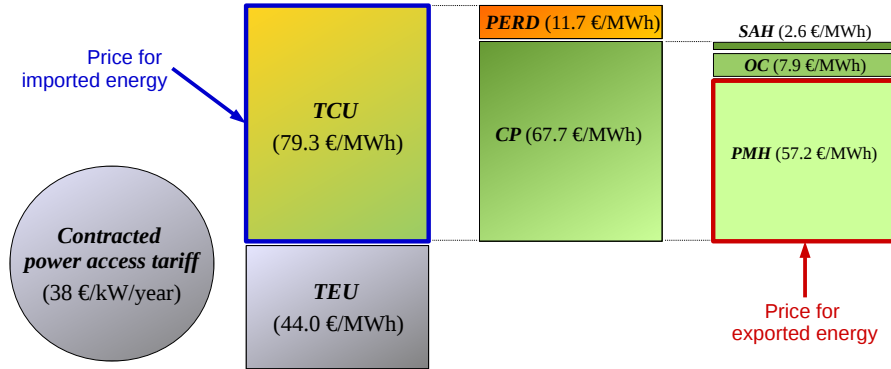 Price for
imported energy
TCU
(79.3 €/MWh)
PERD (11.7 €/MWh)
CP (67.7 €/MWh)
SAH (2.6 €/MWh)
OC (7.9 €/MWh)
PMH (57.2 €/MWh)
Contracted
power access tariff
(38 €/kW/year)
TEU
(44.0 €/MWh)
Price for
exported energy